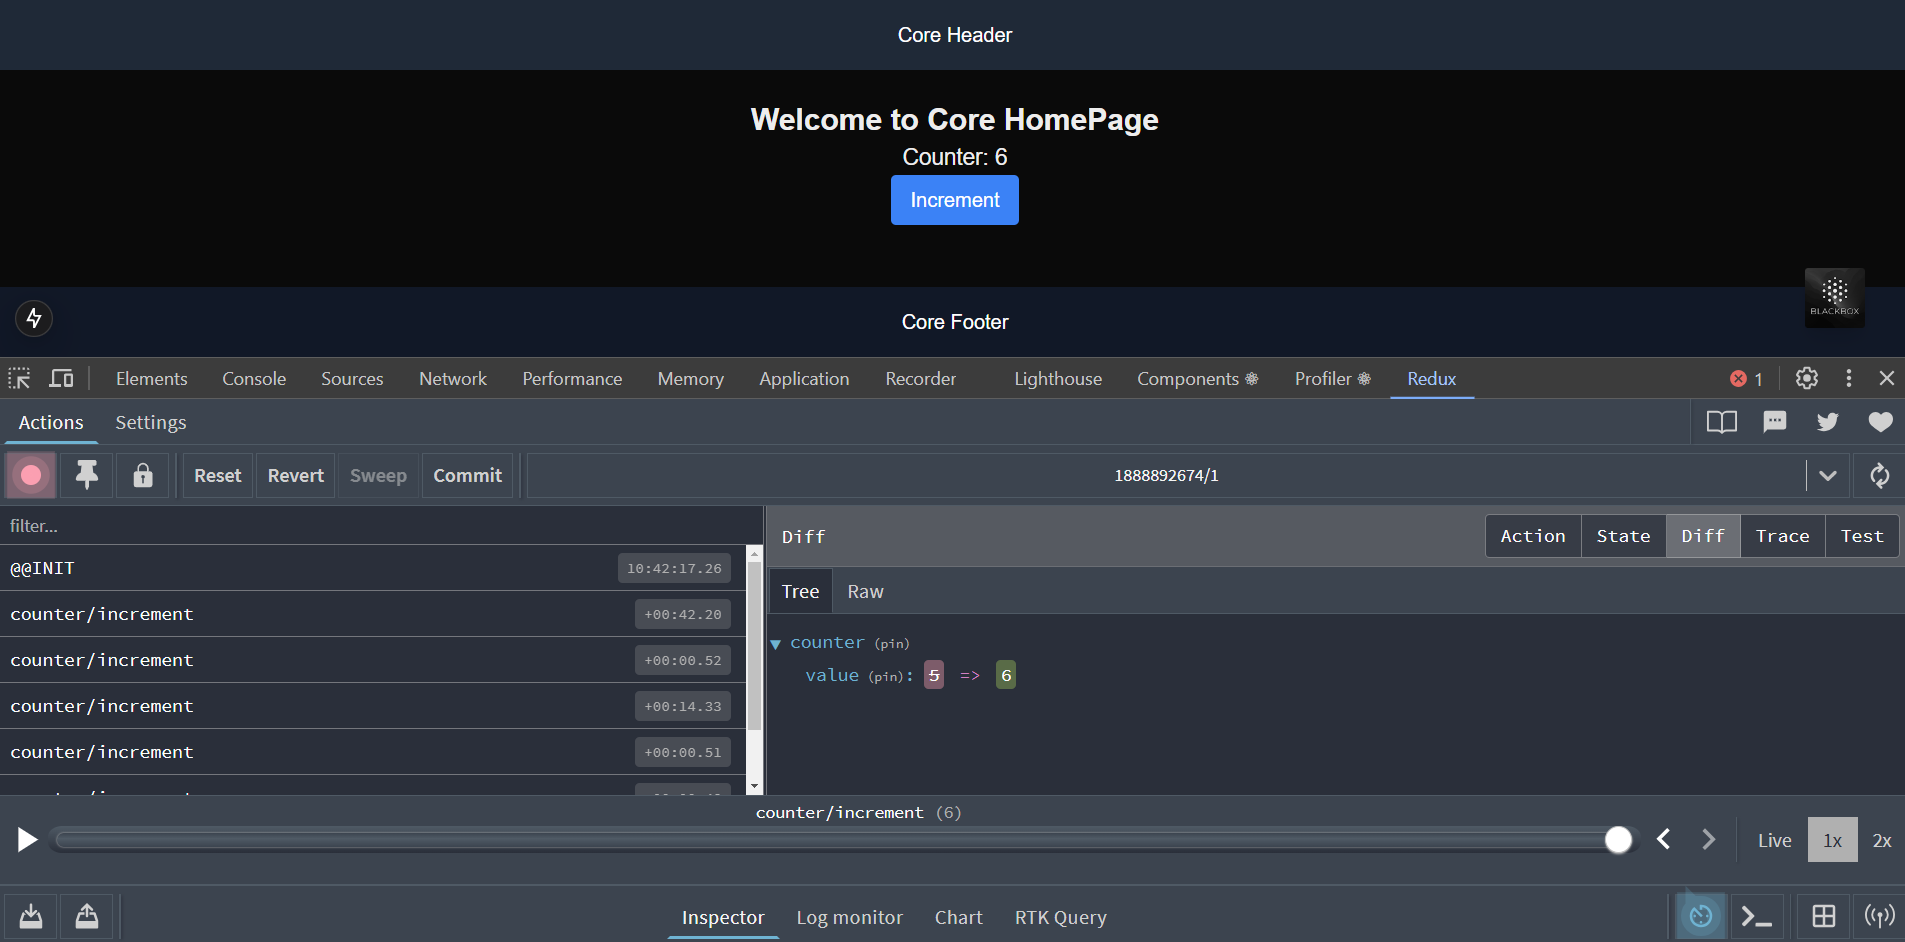 Core Header
Welcome to Core HomePage
Counter: 6
Increment
BLACKBOX
Core Footer
Elements Console Sources Network Performance Memory Application Recorder Lighthouse Components Profiler Redux 1
Actions Settings
Reset Revert Sweep Commit 1888892674/1
filter...
Diff Action State Diff Trace Test
@@INIT 10:42:17.26
Tree Raw
counter/increment +00:42.20
counter (pin)
counter/increment +00:00.52
value (pin): 5 => 6
counter/increment +00:14.33
counter/increment +00:00.51
counter/increment (6)
Live 1x 2x
Inspector Log monitor Chart RTK Query